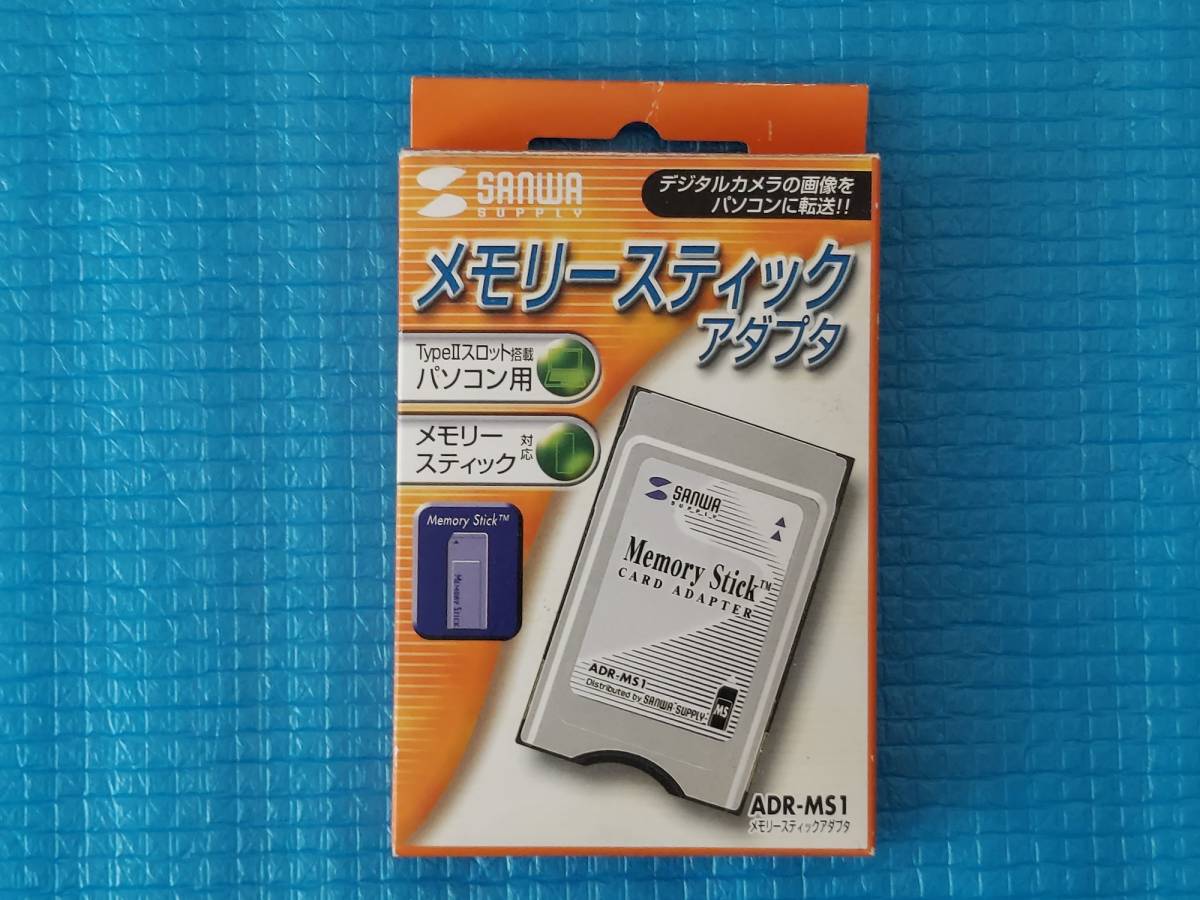 SANWA
SUPPLY
デジタルカメラの画像を
パソコンに転送!!
メモリースティック
アダプタ
TypeIIスロット搭載
パソコン用
メモリー
スティック
対応
Memory Stick™
MEMORY STICK
SANWA
SUPPLY
Memory Stick™
CARD ADAPTER
ADR-MS1
Distributed by SANWA SUPPLY
MS
ADR-MS1
メモリースティックアダプタ